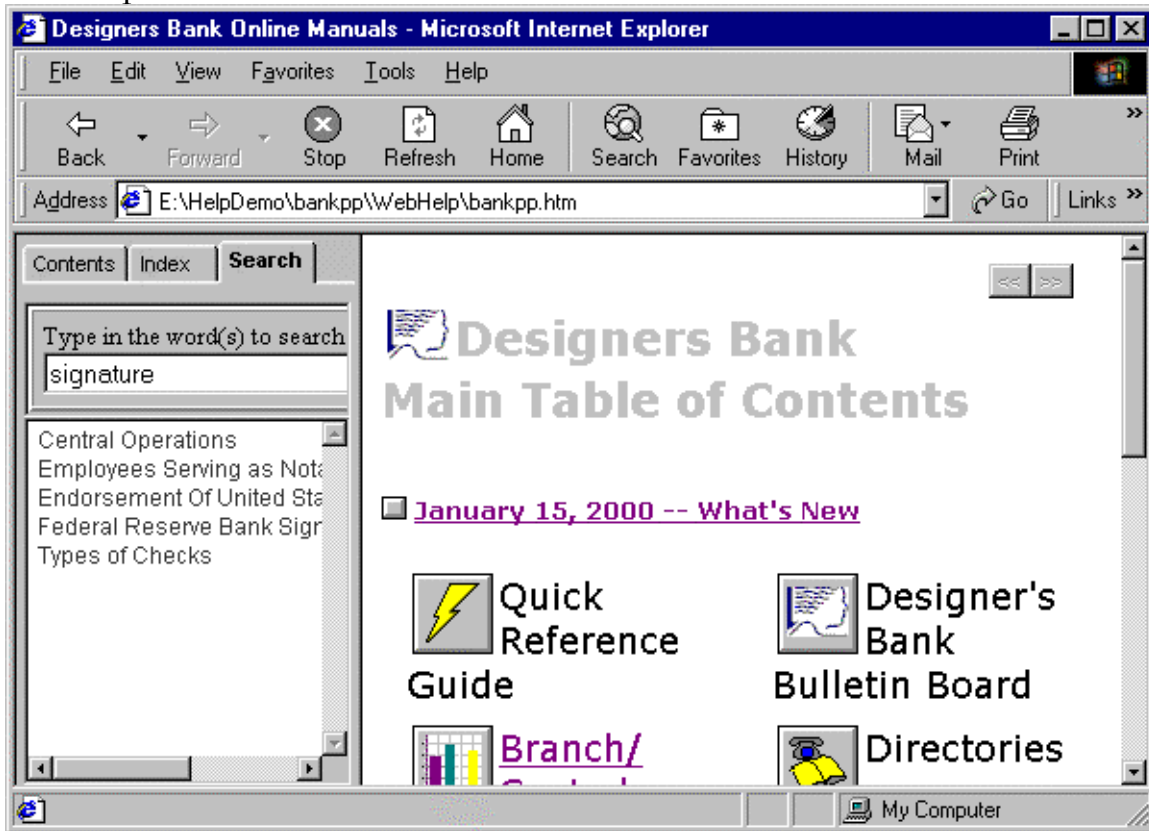 Designers Bank Online Manuals - Microsoft Internet Explorer
File Edit View Favorites Tools Help
Back Forward Stop Refresh Home Search Favorites History Mail Print »
Address E:\HelpDemo\bankpp\WebHelp\bankpp.htm Go Links »
Contents Index Search
<< >>
Type in the word(s) to search
signature
Central Operations
Employees Serving as Nota
Endorsement Of United Sta
Federal Reserve Bank Sign
Types of Checks
Designers Bank
Main Table of Contents
January 15, 2000 -- What's New
Quick
Reference
Guide
Designer's
Bank
Bulletin Board
Branch/
Directories
My Computer